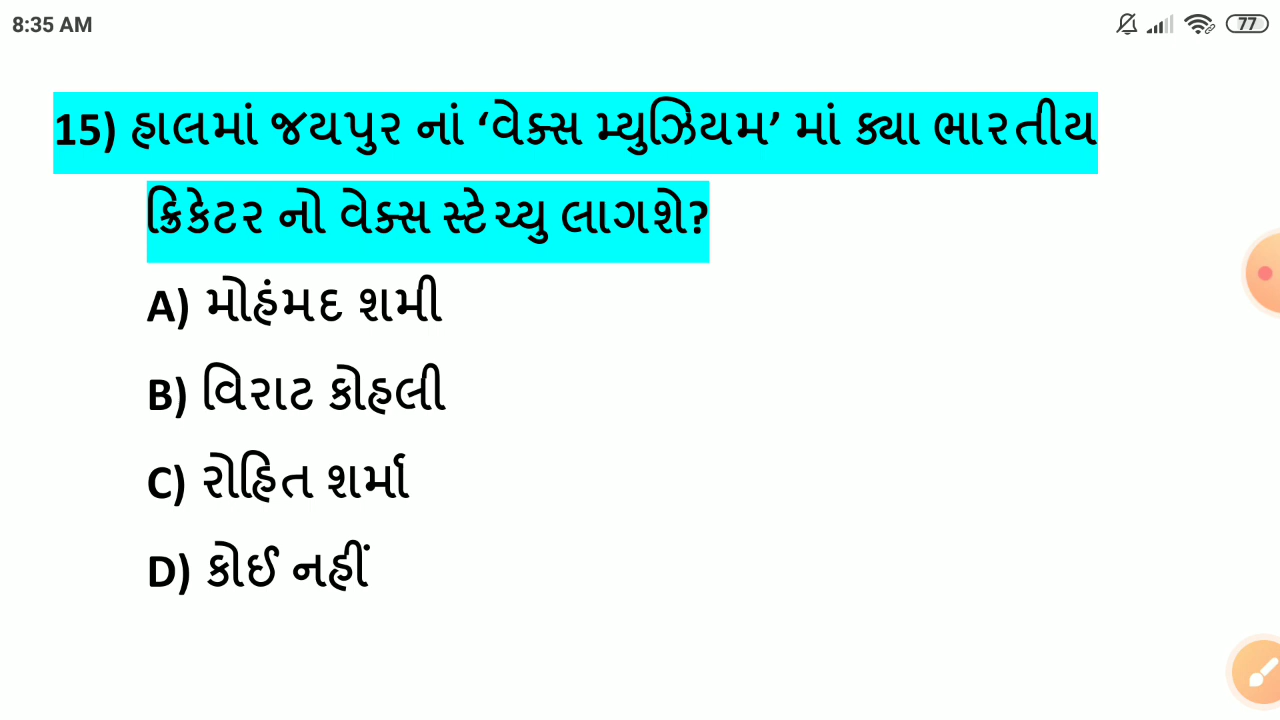 8:35 AM 77
15) હાલમાં જયપુર નાં ‘વેક્સ મ્યુઝિયમ’ માં ક્યા ભારતીય
ક્રિકેટર નો વેક્સ સ્ટેચ્યુ લાગશે?
A) મોહંમદ શમી
B) વિરાટ કોહલી
C) રોહિત શર્મા
D) કોઈ નહીં